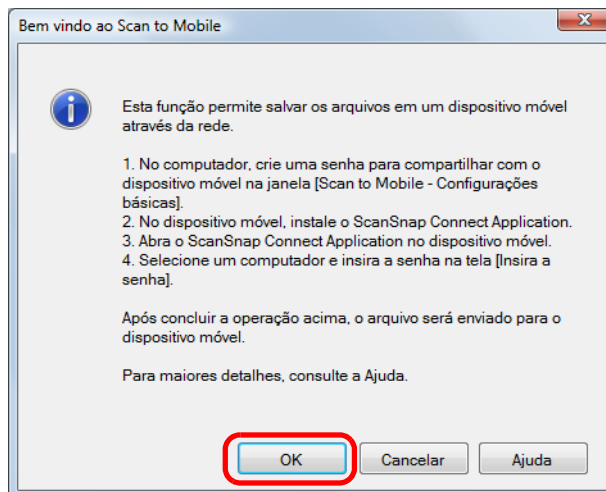 Bem vindo ao Scan to Mobile
Esta função permite salvar os arquivos em um dispositivo móvel
através da rede.
1. No computador, crie uma senha para compartilhar com o
dispositivo móvel na janela [Scan to Mobile - Configurações
básicas].
2. No dispositivo móvel, instale o ScanSnap Connect Application.
3. Abra o ScanSnap Connect Application no dispositivo móvel.
4. Selecione um computador e insira a senha na tela [Insira a
senha].
Após concluir a operação acima, o arquivo será enviado para o
dispositivo móvel.
Para maiores detalhes, consulte a Ajuda.
OK Cancelar Ajuda